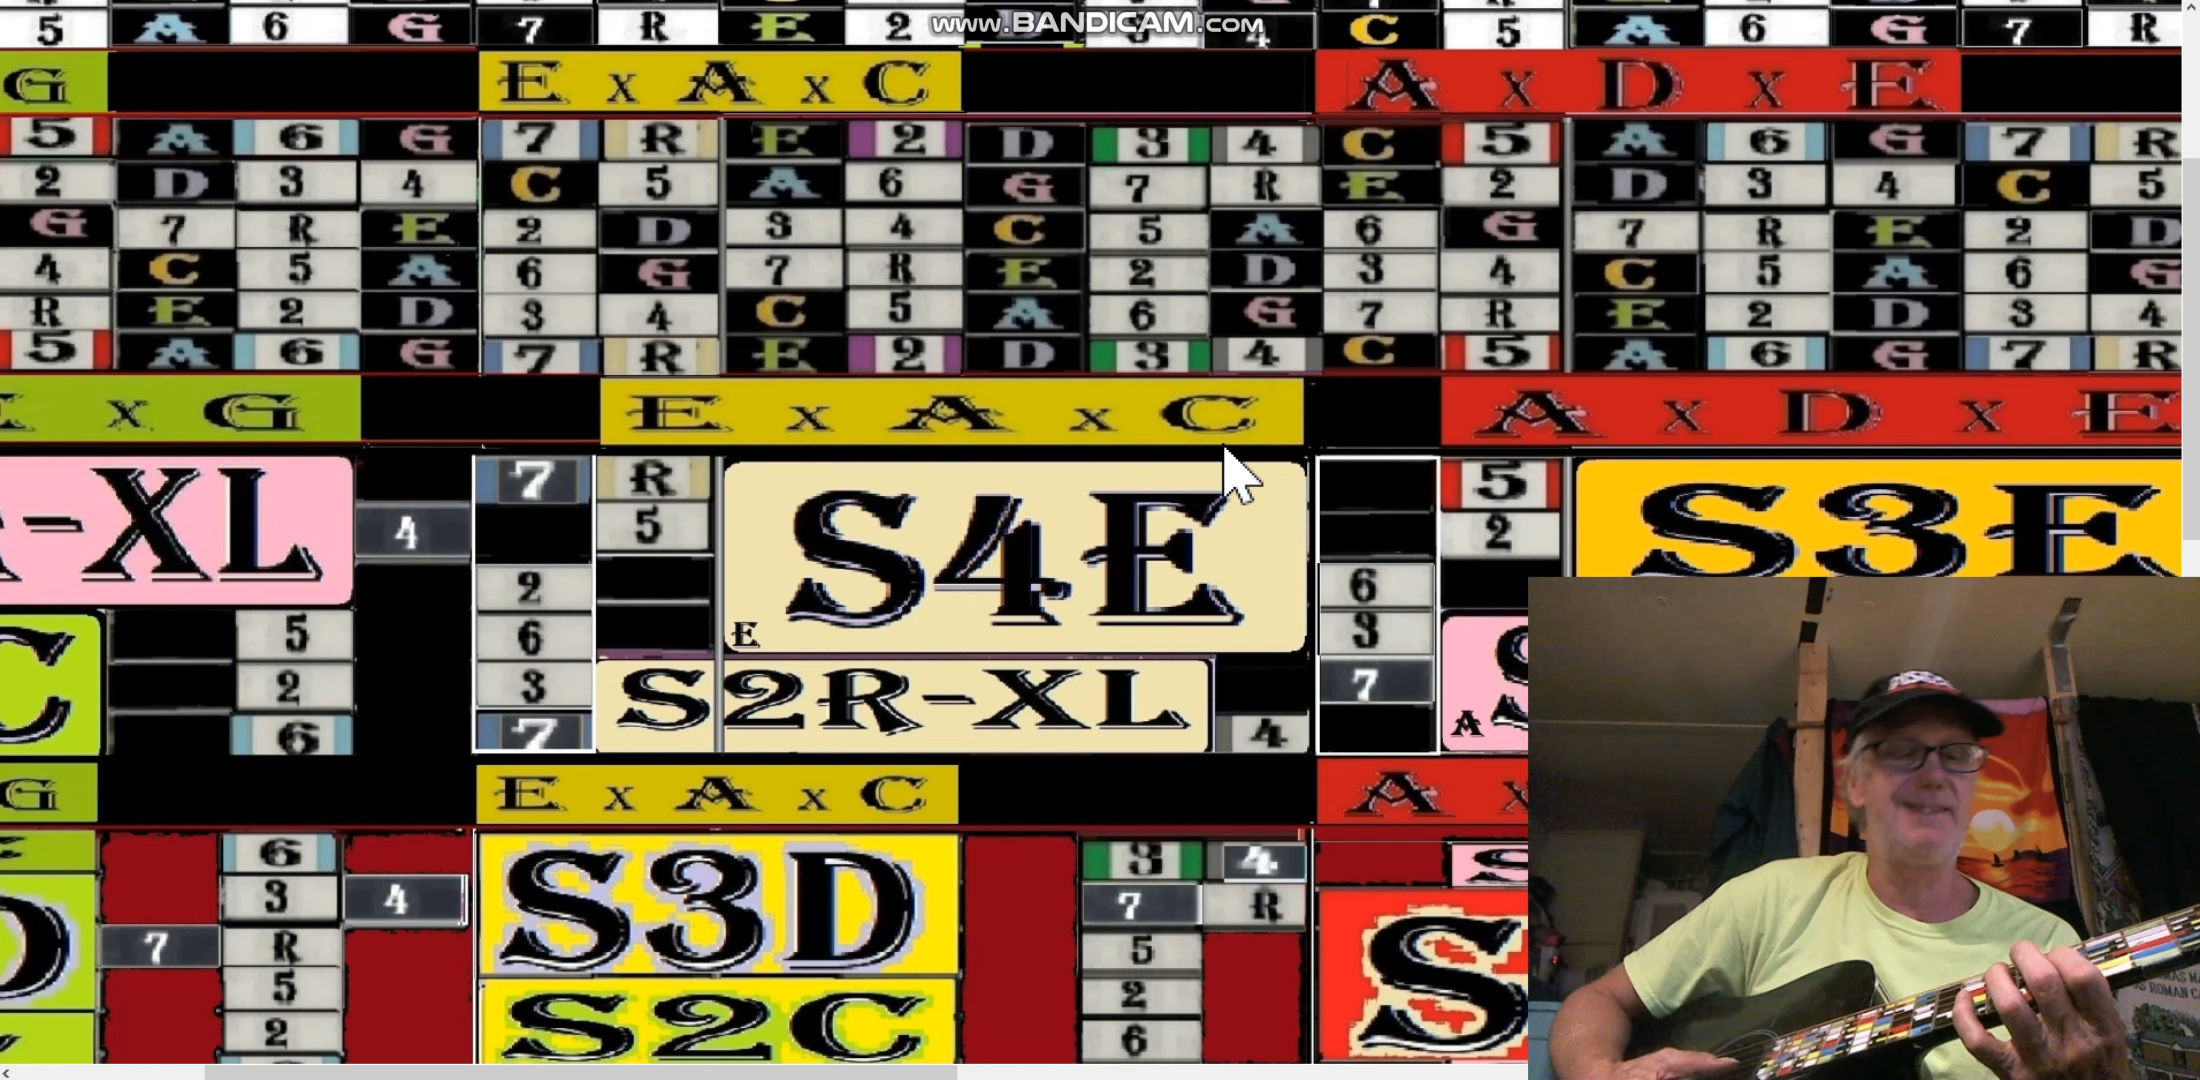 www.BANDICAM.com
5 A 6 G 7 R E 2 4 C 5 A 6 G 7 R
G E x A x C A x D x E
5 A 6 G 7 R E 2 D 3 4 C 5 A 6 G 7 R
2 D 3 4 C 5 A 6 G 7 R E 2 D 3 4 C 5
G 7 R E 2 D 3 4 C 5 A 6 G 7 R E 2 D
4 C 5 A 6 G 7 R E 2 D 3 4 C 5 A 6 G
R E 2 D 3 4 C 5 A 6 G 7 R E 2 D 3 4
5 A 6 G 7 R E 2 D 3 4 C 5 A 6 G 7 R
x G E x A x C A x D x E
-XL 7 R S4E 5 S3E
4 5 2
2 6
C 5 6 E 3
2 3 S2R-XL 7 A
6 7 4
G E x A x C A x
6 S3D 3 4 S
3 4 7 R
7 R 5 S
5 S2C 2
2 6